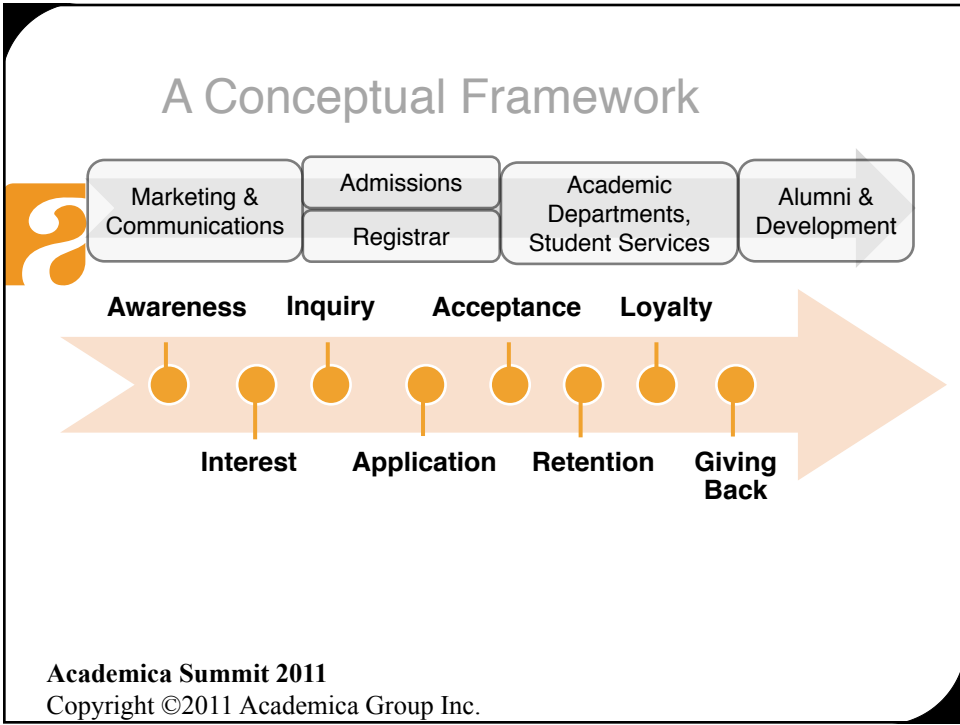 A Conceptual Framework
Marketing &
Communications
Admissions
Registrar
Academic
Departments,
Student Services
Alumni &
Development
a
Awareness
Inquiry
Acceptance
Loyalty
Interest
Application
Retention
Giving
Back
Academica Summit 2011
Copyright ©2011 Academica Group Inc.